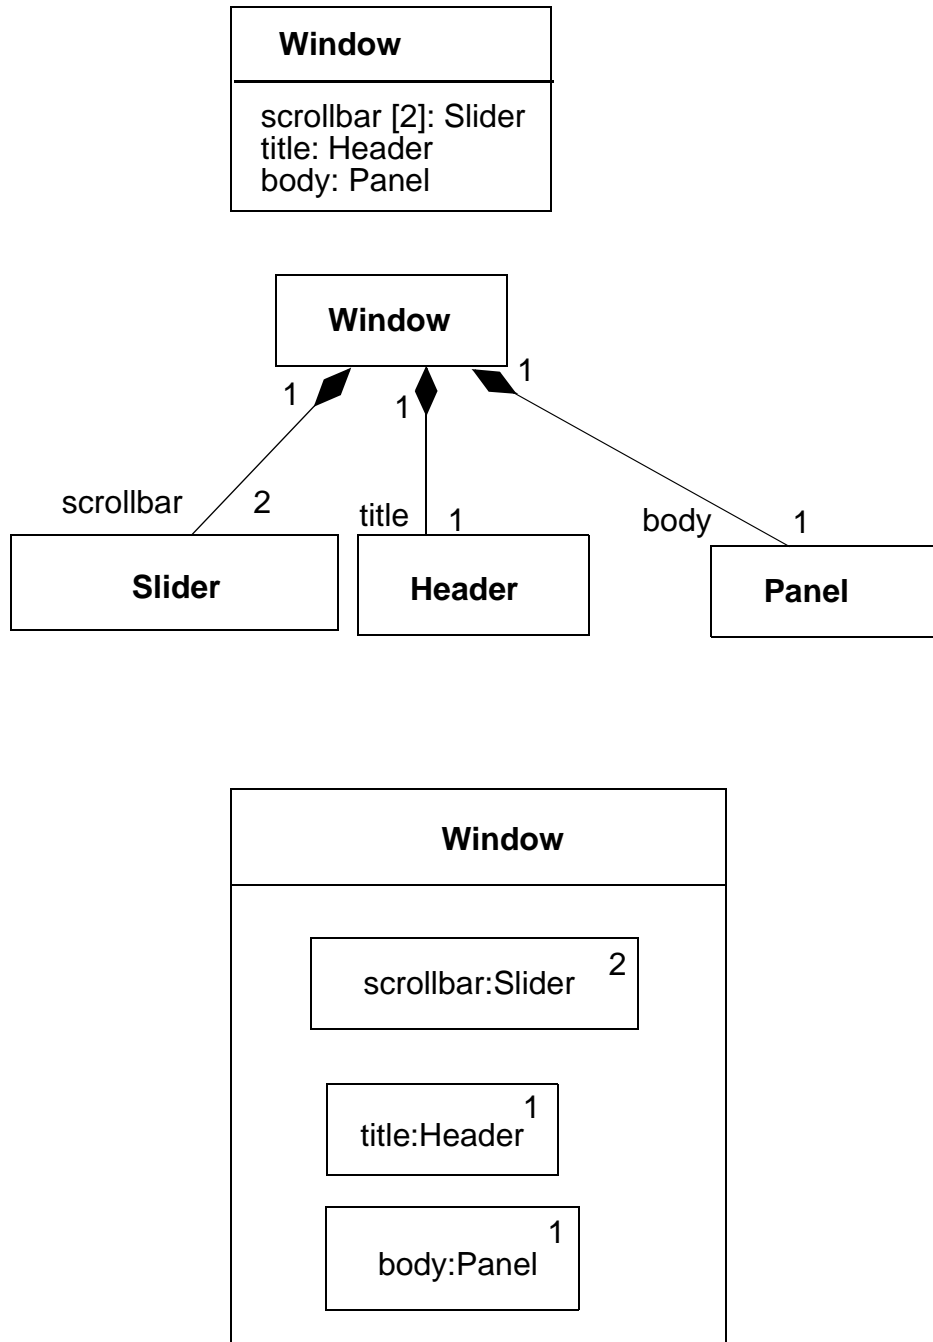 Window
scrollbar [2]: Slider
title: Header
body: Panel
Window
1
1
1
scrollbar
2
title
1
body
1
Slider
Header
Panel
Window
scrollbar:Slider
2
title:Header
1
body:Panel
1